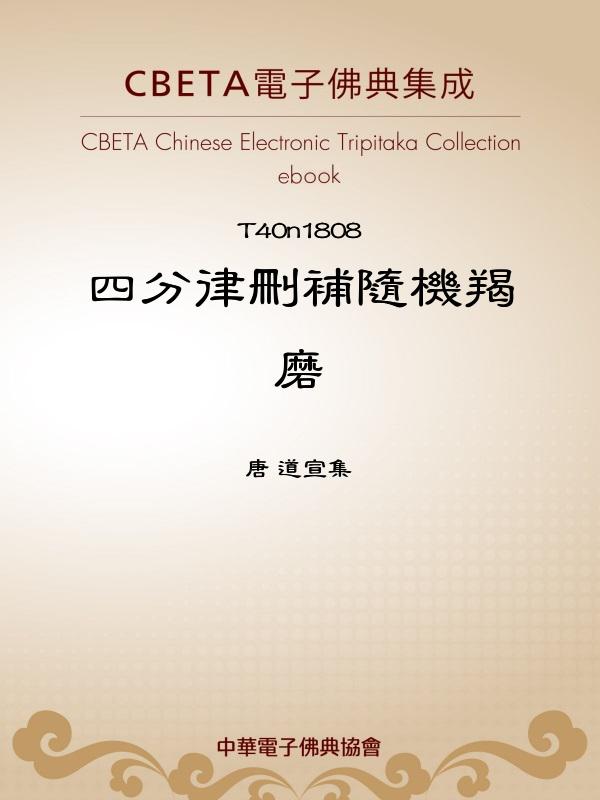 CBETA電子佛典集成
CBETA Chinese Electronic Tripitaka Collection
ebook
T40n1808
四分律刪補隨機羯
磨
唐 道宣集
中華電子佛典協會